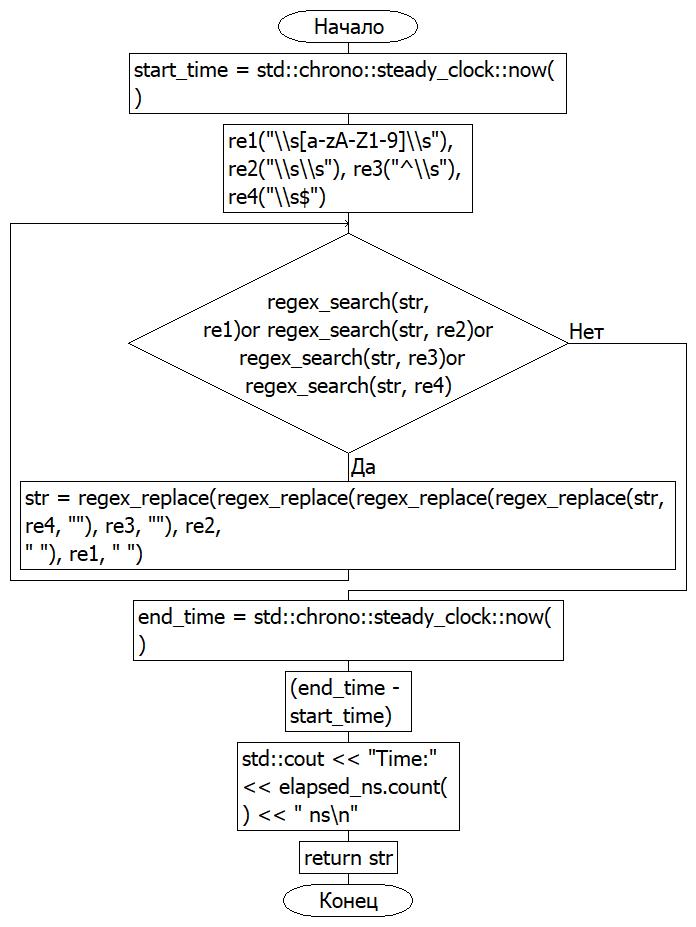 Начало
start_time = std::chrono::steady_clock::now(
)
re1("\\s[a-zA-Z1-9]\\s"),
re2("\\s\\s"), re3("^\\s"),
re4("\\s$")
regex_search(str,
re1)or regex_search(str, re2)or
regex_search(str, re3)or
regex_search(str, re4)
Нет
Да
str = regex_replace(regex_replace(regex_replace(regex_replace(str,
re4, ""), re3, ""), re2,
" "), re1, " ")
end_time = std::chrono::steady_clock::now(
)
(end_time -
start_time)
std::cout << "Time:"
<< elapsed_ns.count(
) << " ns\n"
return str
Конец